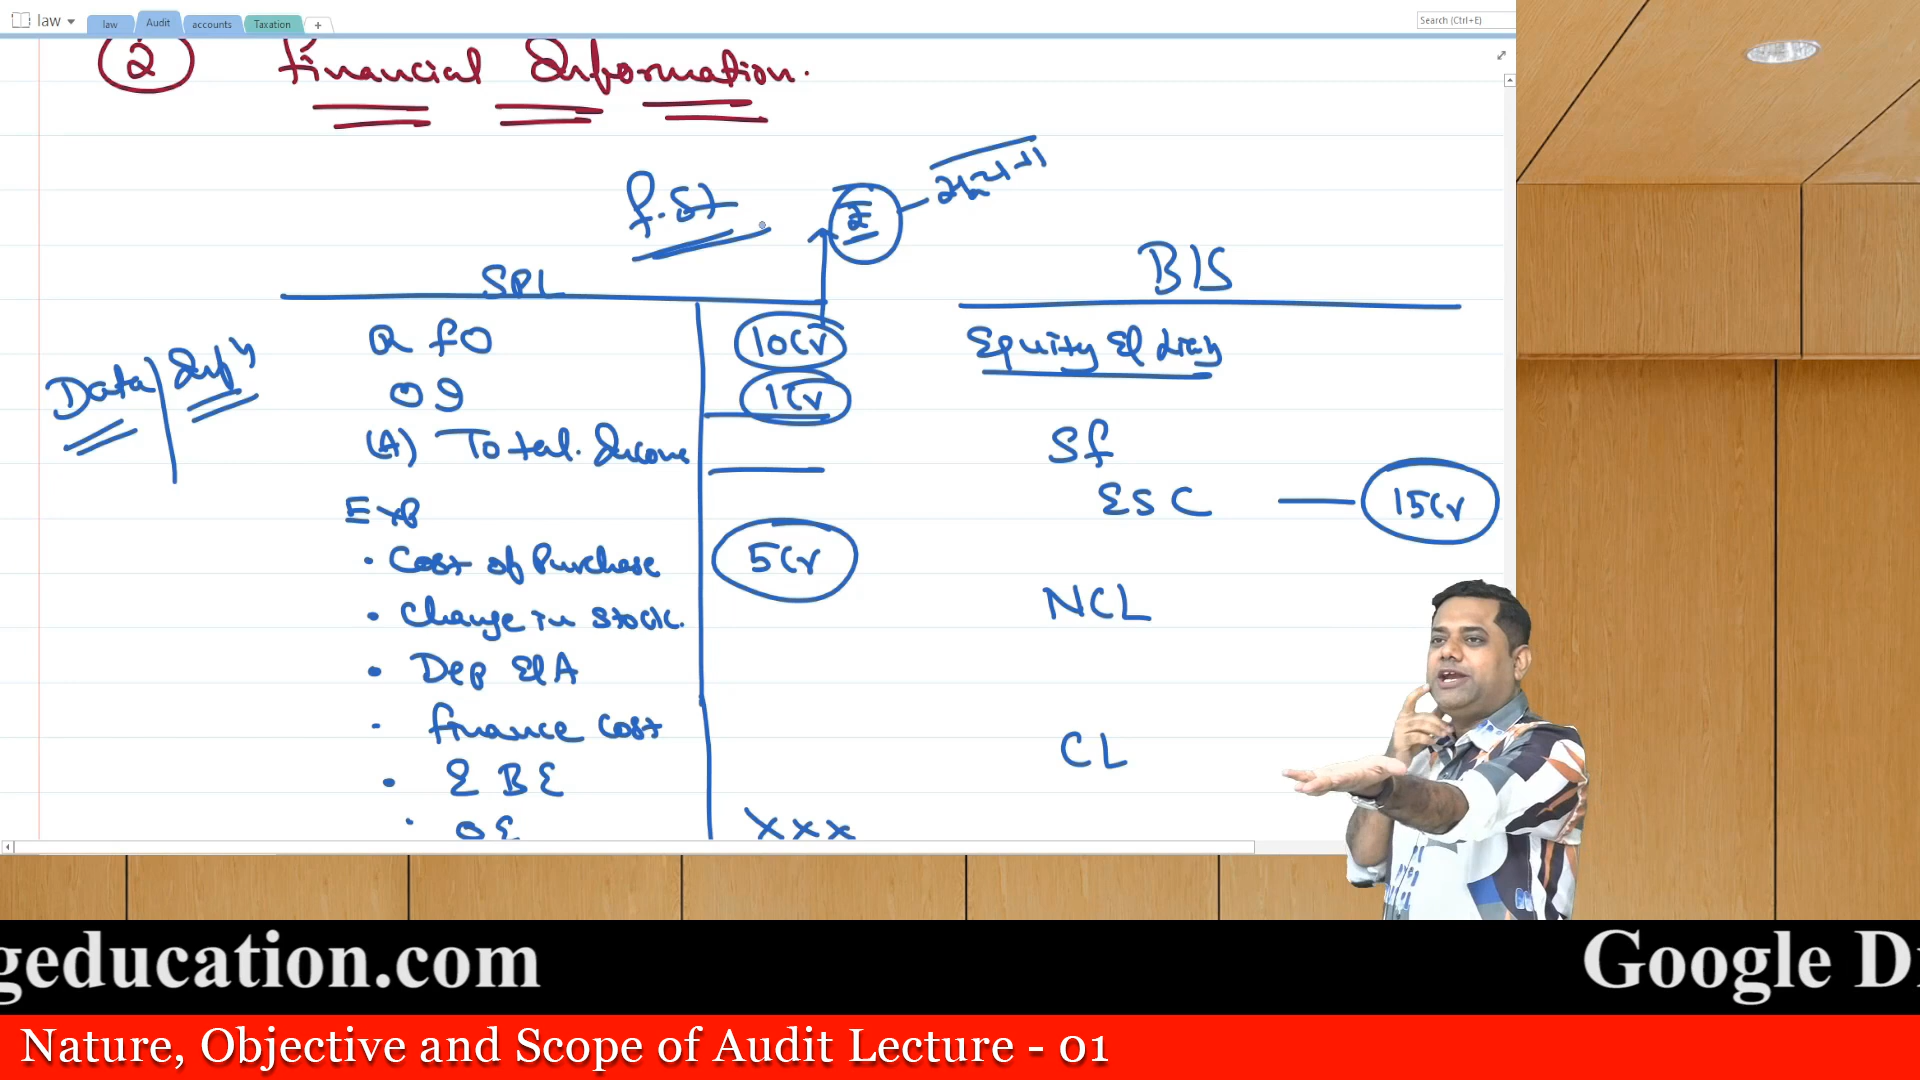 law
law Audit accounts Taxation +
Search (Ctrl+E)
② Financial Information.
F. St
₹
SPL
B/S
R FO 10Cr
Equity & Liab
OI 1Cr
Data
(A) Total. Income
SF
ESC — 15Cr
Exp
• Cost of Purchase 5Cr
• Change in Stock.
NCL
• Dep & A
• Finance Cost
CL
• EBE
• OE XXX
geducation.com
Google D
Nature, Objective and Scope of Audit Lecture - 01